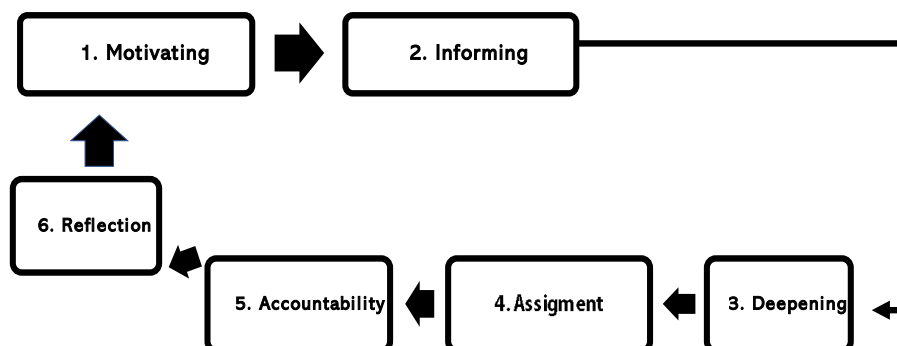 1. Motivating
2. Informing
6. Reflection
5. Accountability
4. Assigment
3. Deepening